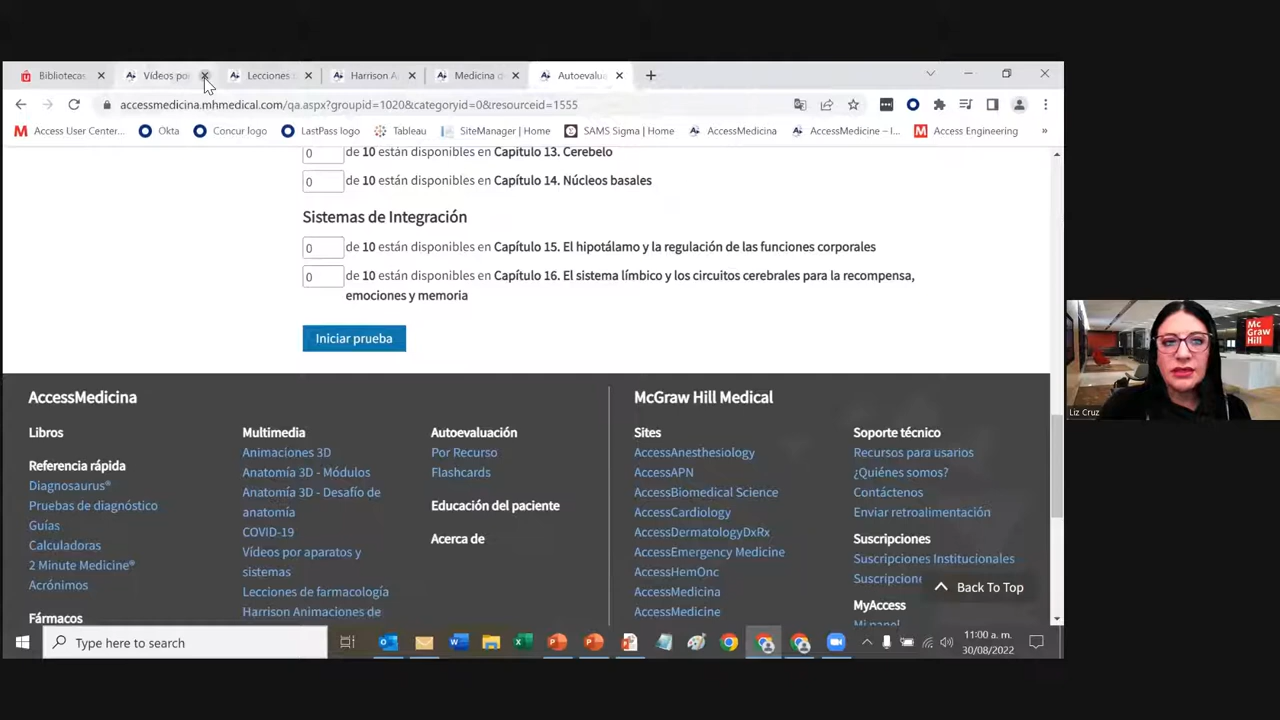 Bibliotecas
Vídeos por
Lecciones
Harrison A
Medicina
Autoevalua
accessmedicina.mhmedical.com/qa.aspx?groupid=1020&categoryid=0&resourceid=1555
M Access User Center...
Okta
Concur logo
LastPass logo
Tableau
SiteManager | Home
SAMS Sigma | Home
AccessMedicina
AccessMedicine – I...
M Access Engineering
»
0 de 10 están disponibles en Capítulo 13. Cerebelo
0 de 10 están disponibles en Capítulo 14. Núcleos basales
Sistemas de Integración
0 de 10 están disponibles en Capítulo 15. El hipotálamo y la regulación de las funciones corporales
0 de 10 están disponibles en Capítulo 16. El sistema límbico y los circuitos cerebrales para la recompensa,
emociones y memoria
Iniciar prueba
AccessMedicina
Libros
Referencia rápida
Diagnosaurus®
Pruebas de diagnóstico
Guías
Calculadoras
2 Minute Medicine®
Acrónimos
Fármacos
Multimedia
Animaciones 3D
Anatomía 3D - Módulos
Anatomía 3D - Desafío de
anatomía
COVID-19
Vídeos por aparatos y
sistemas
Lecciones de farmacología
Harrison Animaciones de
Autoevaluación
Por Recurso
Flashcards
Educación del paciente
Acerca de
McGraw Hill Medical
Sites
AccessAnesthesiology
AccessAPN
AccessBiomedical Science
AccessCardiology
AccessDermatologyDxRx
AccessEmergency Medicine
AccessHemOnc
AccessMedicina
AccessMedicine
Soporte técnico
Recursos para usarios
¿Quiénes somos?
Contáctenos
Enviar retroalimentación
Suscripciones
Suscripciones Institucionales
Suscripcione
Back To Top
MyAccess
Mi panel
Mc
Graw
Hill
Liz Cruz
Type here to search
11:00 a. m.
30/08/2022